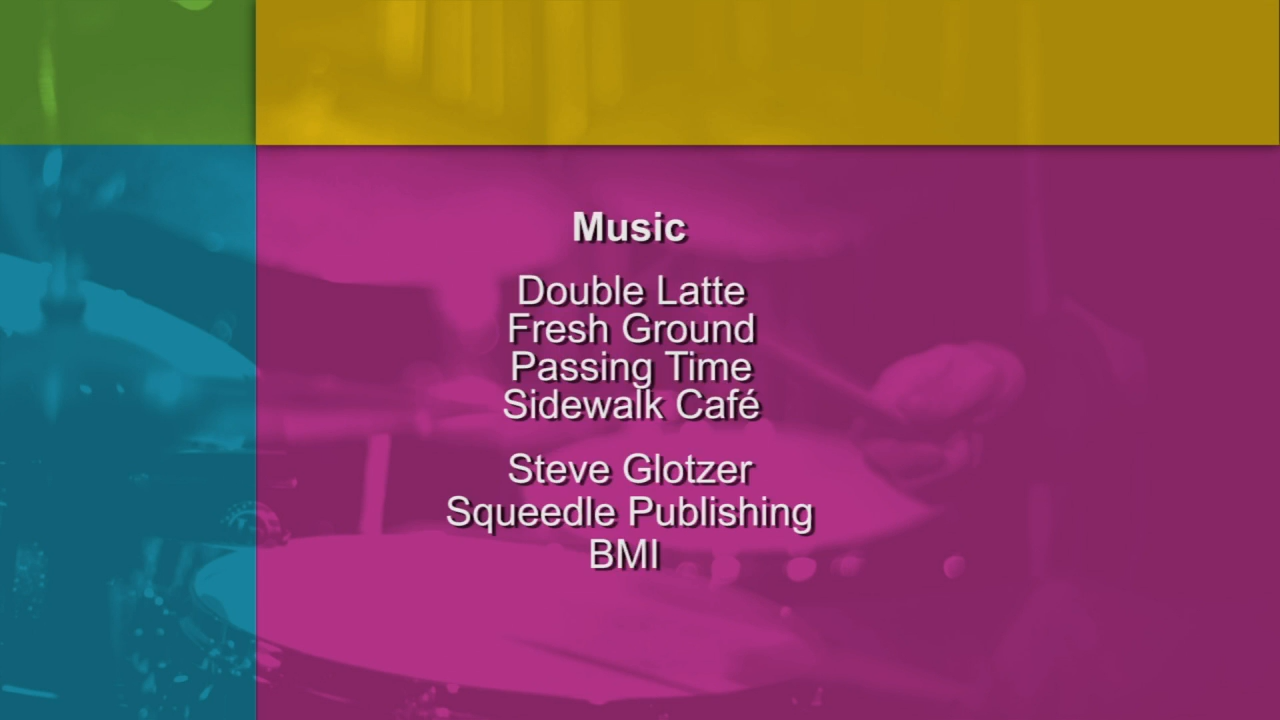 Music
Double Latte
Fresh Ground
Passing Time
Sidewalk Café
Steve Glotzer
Squeedle Publishing
BMI